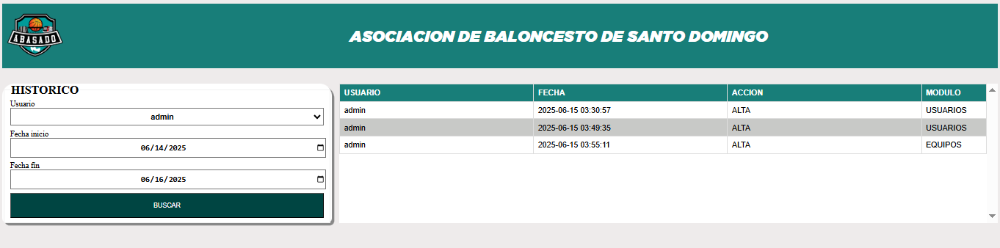 ABASADO
ASOCIACION DE BALONCESTO DE SANTO DOMINGO
HISTORICO
Usuario
admin
Fecha inicio
06/14/2025
Fecha fin
06/16/2025
BUSCAR
USUARIO FECHA ACCION MODULO
admin 2025-06-15 03:30:57 ALTA USUARIOS
admin 2025-06-15 03:49:35 ALTA USUARIOS
admin 2025-06-15 03:55:11 ALTA EQUIPOS